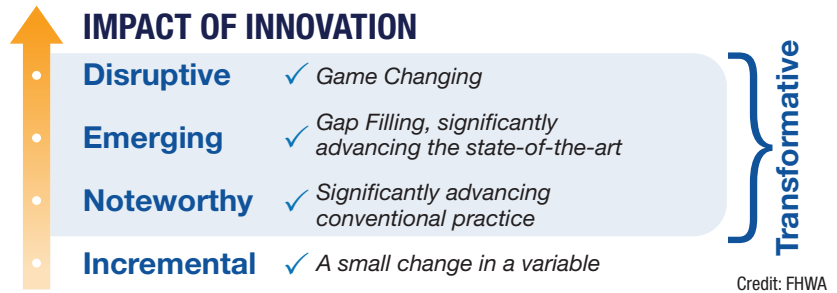 IMPACT OF INNOVATION
Disruptive ✓ Game Changing
Emerging ✓ Gap Filling, significantly
advancing the state-of-the-art
Noteworthy ✓ Significantly advancing
conventional practice
Incremental ✓ A small change in a variable
Transformative
Credit: FHWA